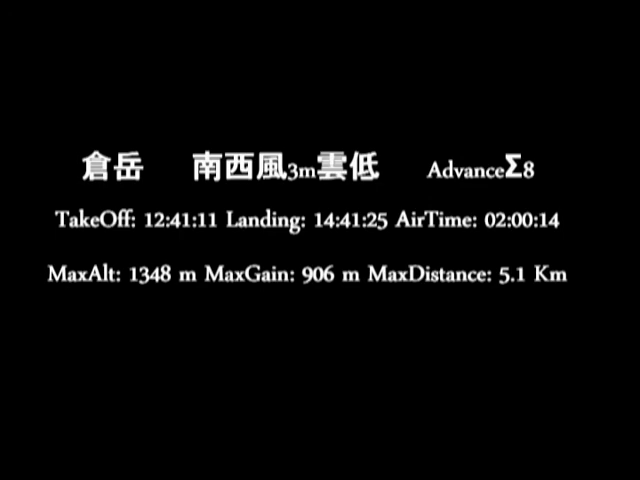 倉岳 南西風3m雲低 AdvanceΣ8
TakeOff: 12:41:11 Landing: 14:41:25 AirTime: 02:00:14
MaxAlt: 1348 m MaxGain: 906 m MaxDistance: 5.1 Km